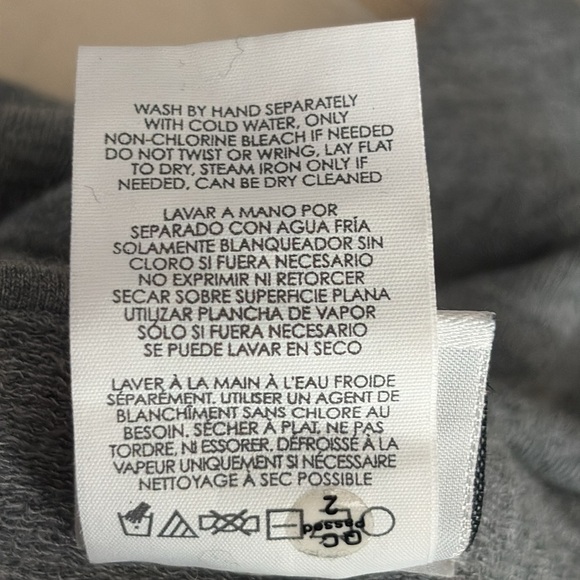 WASH BY HAND SEPARATELY
WITH COLD WATER, ONLY
NON-CHLORINE BLEACH IF NEEDED
DO NOT TWIST OR WRING, LAY FLAT
TO DRY, STEAM IRON ONLY IF
NEEDED. CAN BE DRY CLEANED
LAVAR A MANO POR
SEPARADO CON AGUA FRÍA
SOLAMENTE BLANQUEADOR SIN
CLORO SI FUERA NECESARIO
NO EXPRIMIR NI RETORCER
SECAR SOBRE SUPERFICIE PLANA
UTILIZAR PLANCHA DE VAPOR
SÓLO SI FUERA NECESARIO
SE PUEDE LAVAR EN SECO
LAVER À LA MAIN À L'EAU FROIDE
SÉPARÉMENT. UTILISER UN AGENT DE
BLANCHÎMENT SANS CHLORE AU
BESOIN. SÉCHER À PLAT, NE PAS
TORDRE, NI ESSORER. DÉFROISSÉ À LA
VAPEUR UNIQUEMENT SI NÉCESSAIRE
NETTOYAGE À SEC POSSIBLE
Q.C
Passed
2